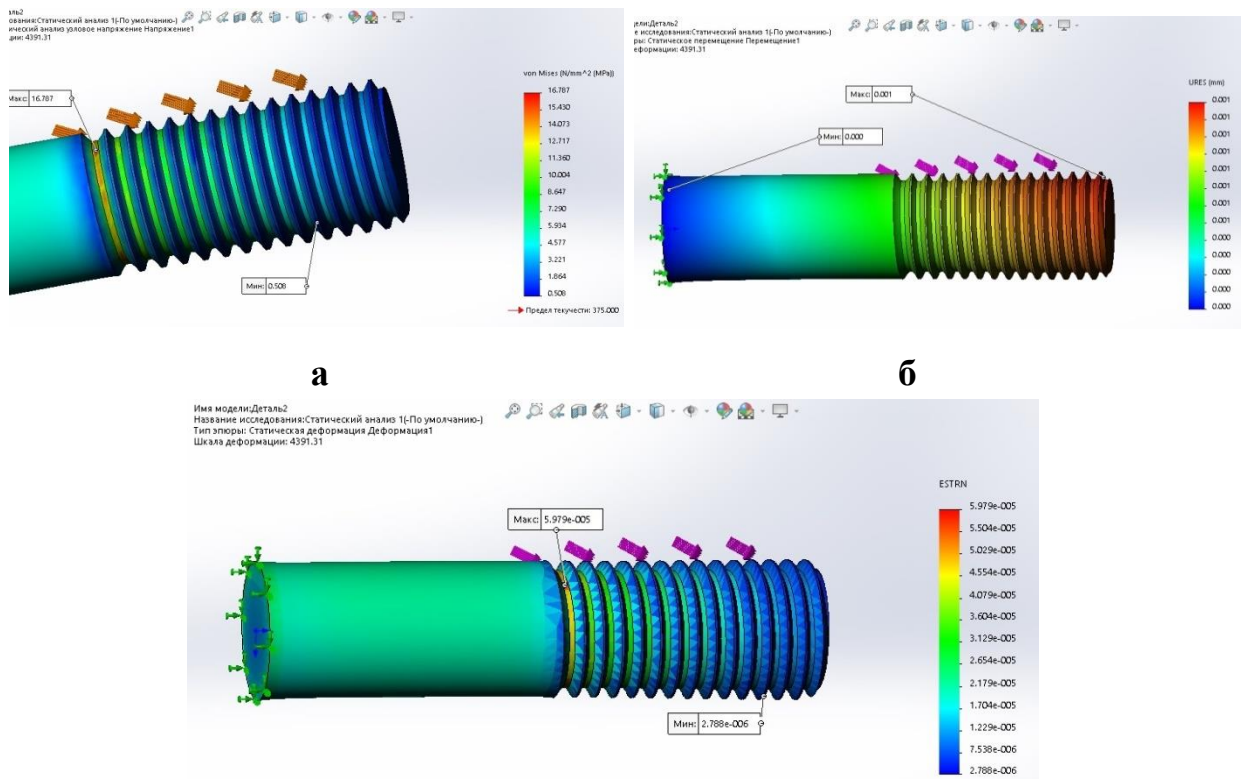 аль2
ования:Статический анализ 1(-По умолчанию-)
ический анализ узловое напряжение Напряжение1
ции: 4391.31
Макс: 16.787
Мин: 0.508
von Mises (N/mm^2 (MPa))
16.787
15.430
14.073
12.717
11.360
10.004
8.647
7.290
5.934
4.577
3.221
1.864
0.508
Предел текучести: 375.000
ели:Деталь2
е исследования:Статический анализ 1(-По умолчанию-)
ры: Статическое перемещение Перемещение1
еформации: 4391.31
Макс: 0.001
Мин: 0.000
URES (mm)
0.001
0.001
0.001
0.001
0.001
0.001
0.001
0.000
0.000
0.000
0.000
0.000
0.000
а
б
Имя модели:Деталь2
Название исследования:Статический анализ 1(-По умолчанию-)
Тип эпюры: Статическая деформация Деформация1
Шкала деформации: 4391.31
Макс: 5.979e-005
Мин: 2.788e-006
ESTRN
5.979e-005
5.504e-005
5.029e-005
4.554e-005
4.079e-005
3.604e-005
3.129e-005
2.654e-005
2.179e-005
1.704e-005
1.229e-005
7.538e-006
2.788e-006